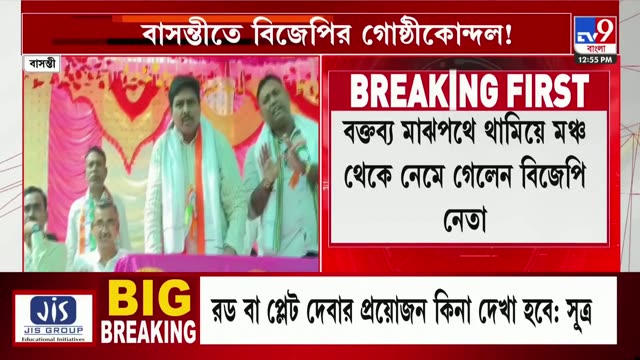 বাসন্তীতে বিজেপির গোষ্ঠীকোন্দল!
TV9
বাংলা
12:55 PM
বাসন্তী
BREAKING FIRST
বক্তব্য মাঝপথে থামিয়ে মঞ্চ
থেকে নেমে গেলেন বিজেপি
নেতা
JIS
JIS GROUP
Educational Initiatives
BIG
BREAKING
রড বা প্লেট দেবার প্রয়োজন কিনা দেখা হবে: সূত্র